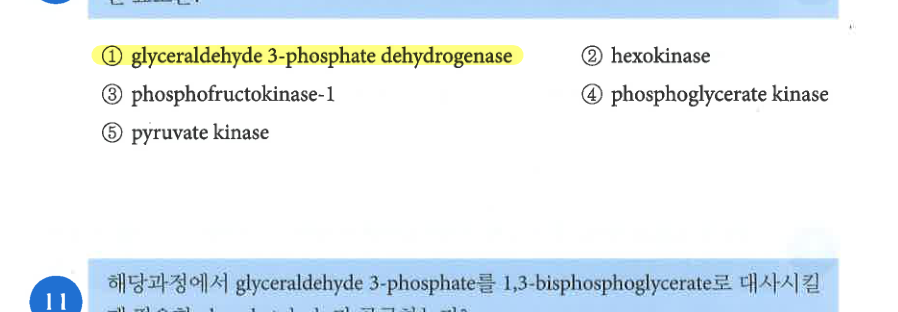 ① glyceraldehyde 3-phosphate dehydrogenase
② hexokinase
③ phosphofructokinase-1
④ phosphoglycerate kinase
⑤ pyruvate kinase
11
해당과정에서 glyceraldehyde 3-phosphate를 1,3-bisphosphoglycerate로 대사시킬